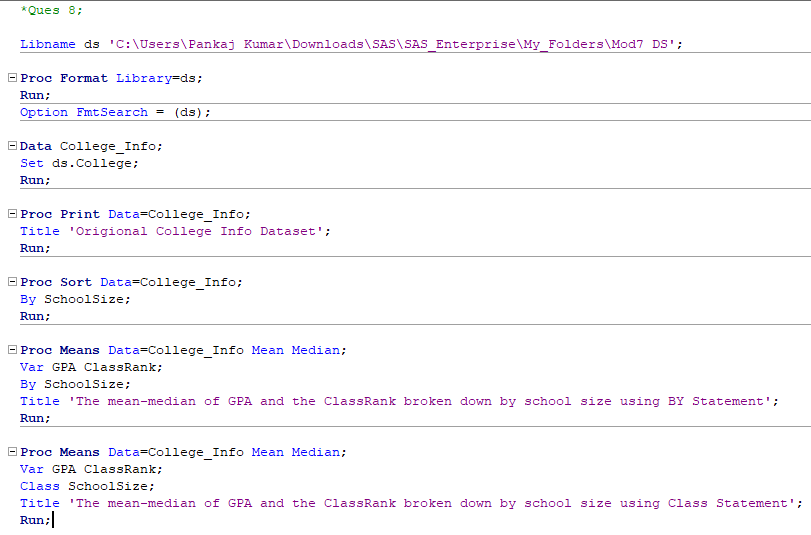 *Ques 8;
Libname ds 'C:\Users\Pankaj Kumar\Downloads\SAS\SAS_Enterprise\My_Folders\Mod7 DS';
Proc Format Library=ds;
Run;
Option FmtSearch = (ds);
Data College_Info;
Set ds.College;
Run;
Proc Print Data=College_Info;
Title 'Origional College Info Dataset';
Run;
Proc Sort Data=College_Info;
By SchoolSize;
Run;
Proc Means Data=College_Info Mean Median;
Var GPA ClassRank;
By SchoolSize;
Title 'The mean-median of GPA and the ClassRank broken down by school size using BY Statement';
Run;
Proc Means Data=College_Info Mean Median;
Var GPA ClassRank;
Class SchoolSize;
Title 'The mean-median of GPA and the ClassRank broken down by school size using Class Statement';
Run;